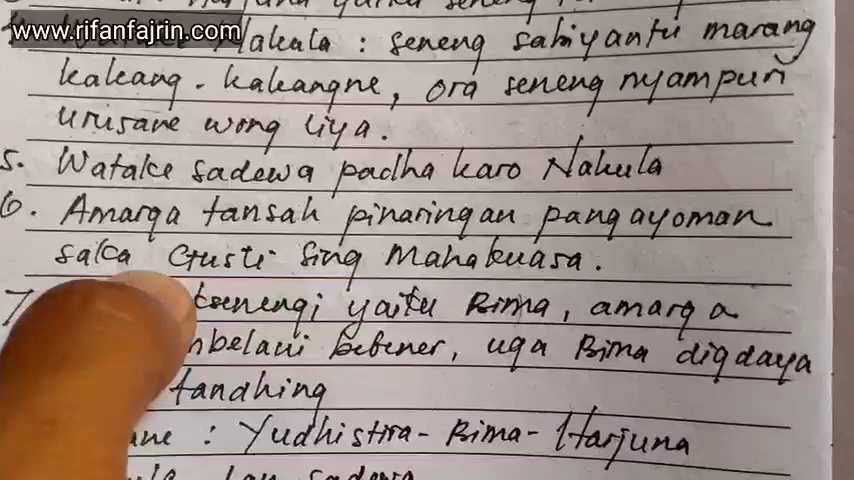 www.rifanfajrin.com
Nakula : seneng sabiyantu marang
kakang - kakangne, ora seneng nyampuri
urusane wong liya.
5. Watake sadewa padha karo Nakula
6. Amarga tansah pinaringan pangayoman
saka Gusti Sing Mahakuasa.
7. ksenengi yaitu Bima, amarga
mbelani bebener, uga Bima digdaya
tandhing
ane : Yudhistira - Bima - Harjuna
lan sadewa